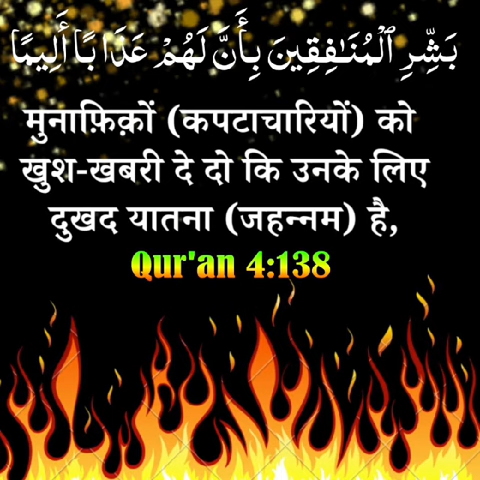 بَشِّرِ ٱلْمُنَـٰفِقِينَ بِأَنَّ لَهُمْ عَذَابًا أَلِيمًا
मुनाफ़िक़ों (कपटाचारियों) को
खुश-खबरी दे दो कि उनके लिए
दुखद यातना (जहन्नम) है,
Qur'an 4:138